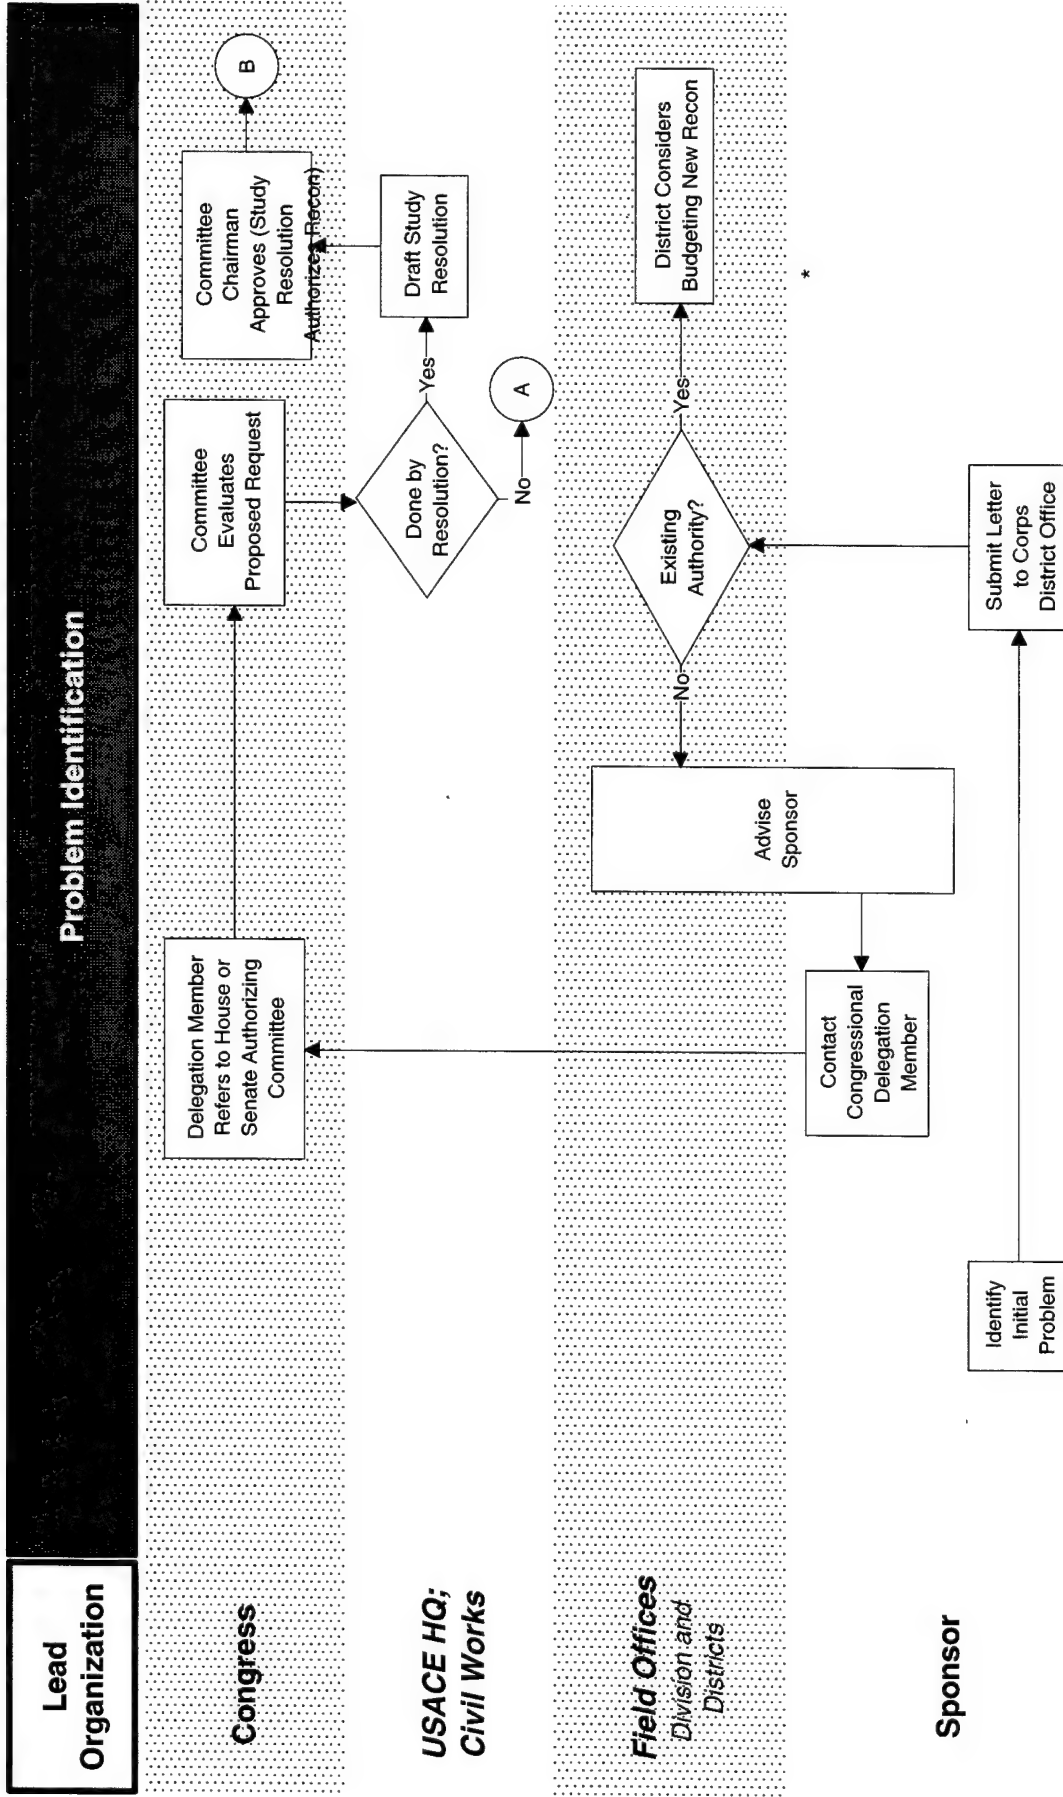 Lead
Organization
Problem Identification
Congress
Delegation Member
Refers to House or
Senate Authorizing
Committee
Committee
Evaluates
Proposed Request
Committee
Chairman
Approves (Study
Resolution
Authorizes Recon)
B
USACE HQ;
Civil Works
Done by
Resolution?
Yes
No
Draft Study
Resolution
A
Field Offices
Division and
Districts
Advise
Sponsor
No
Existing
Authority?
Yes
District Considers
Budgeting New Recon
*
Sponsor
Identify
Initial
Problem
Contact
Congressional
Delegation
Member
Submit Letter
to Corps
District Office